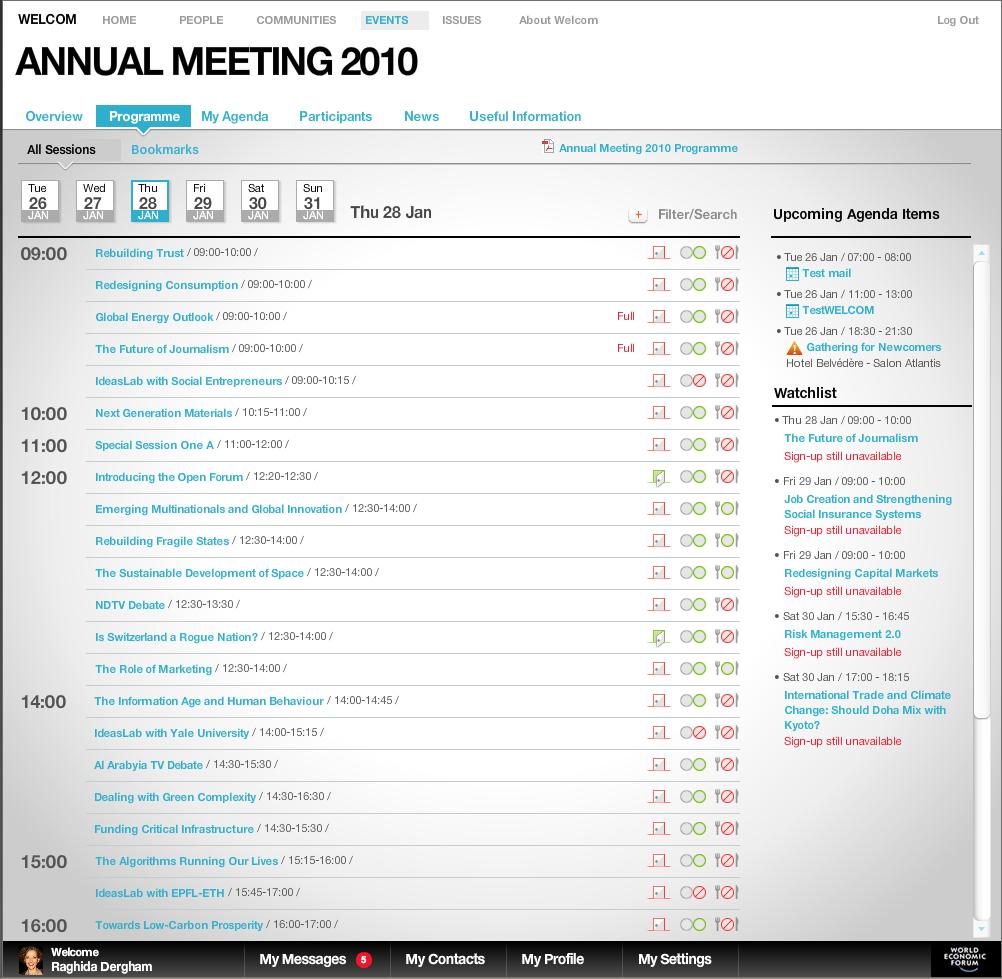 WELCOM HOME PEOPLE COMMUNITIES EVENTS ISSUES About Welcom Log Out
ANNUAL MEETING 2010
Overview Programme My Agenda Participants News Useful Information
All Sessions Bookmarks Annual Meeting 2010 Programme
Tue 26 JAN
Wed 27 JAN
Thu 28 JAN
Fri 29 JAN
Sat 30 JAN
Sun 31 JAN
Thu 28 Jan + Filter/Search
09:00 Rebuilding Trust / 09:00-10:00 /
Redesigning Consumption / 09:00-10:00 /
Global Energy Outlook / 09:00-10:00 / Full
The Future of Journalism / 09:00-10:00 / Full
IdeasLab with Social Entrepreneurs / 09:00-10:15 /
10:00 Next Generation Materials / 10:15-11:00 /
11:00 Special Session One A / 11:00-12:00 /
12:00 Introducing the Open Forum / 12:20-12:30 /
Emerging Multinationals and Global Innovation / 12:30-14:00 /
Rebuilding Fragile States / 12:30-14:00 /
The Sustainable Development of Space / 12:30-14:00 /
NDTV Debate / 12:30-13:30 /
Is Switzerland a Rogue Nation? / 12:30-14:00 /
The Role of Marketing / 12:30-14:00 /
14:00 The Information Age and Human Behaviour / 14:00-14:45 /
IdeasLab with Yale University / 14:00-15:15 /
Al Arabyia TV Debate / 14:30-15:30 /
Dealing with Green Complexity / 14:30-16:30 /
Funding Critical Infrastructure / 14:30-15:30 /
15:00 The Algorithms Running Our Lives / 15:15-16:00 /
IdeasLab with EPFL-ETH / 15:45-17:00 /
16:00 Towards Low-Carbon Prosperity / 16:00-17:00 /
Upcoming Agenda Items
• Tue 26 Jan / 07:00 - 08:00
Test mail
• Tue 26 Jan / 11:00 - 13:00
TestWELCOM
• Tue 26 Jan / 18:30 - 21:30
Gathering for Newcomers
Hotel Belvédère - Salon Atlantis
Watchlist
• Thu 28 Jan / 09:00 - 10:00
The Future of Journalism
Sign-up still unavailable
• Fri 29 Jan / 09:00 - 10:00
Job Creation and Strengthening
Social Insurance Systems
Sign-up still unavailable
• Fri 29 Jan / 09:00 - 10:00
Redesigning Capital Markets
Sign-up still unavailable
• Sat 30 Jan / 15:30 - 16:45
Risk Management 2.0
Sign-up still unavailable
• Sat 30 Jan / 17:00 - 18:15
International Trade and Climate
Change: Should Doha Mix with
Kyoto?
Sign-up still unavailable
Welcome
Raghida Dergham
My Messages 5 My Contacts My Profile My Settings
WORLD
ECONOMIC
FORUM